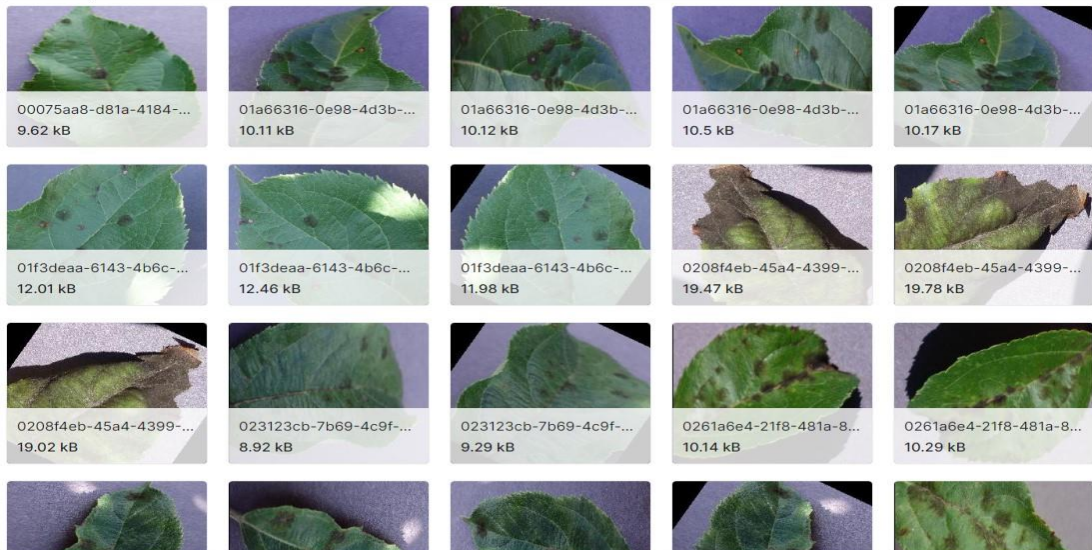 00075aa8-d81a-4184-...
9.62 kB
01a66316-0e98-4d3b-...
10.11 kB
01a66316-0e98-4d3b-...
10.12 kB
01a66316-0e98-4d3b-...
10.5 kB
01a66316-0e98-4d3b-...
10.17 kB
01f3deaa-6143-4b6c-...
12.01 kB
01f3deaa-6143-4b6c-...
12.46 kB
01f3deaa-6143-4b6c-...
11.98 kB
0208f4eb-45a4-4399-...
19.47 kB
0208f4eb-45a4-4399-...
19.78 kB
0208f4eb-45a4-4399-...
19.02 kB
023123cb-7b69-4c9f-...
8.92 kB
023123cb-7b69-4c9f-...
9.29 kB
0261a6e4-21f8-481a-8...
10.14 kB
0261a6e4-21f8-481a-8...
10.29 kB